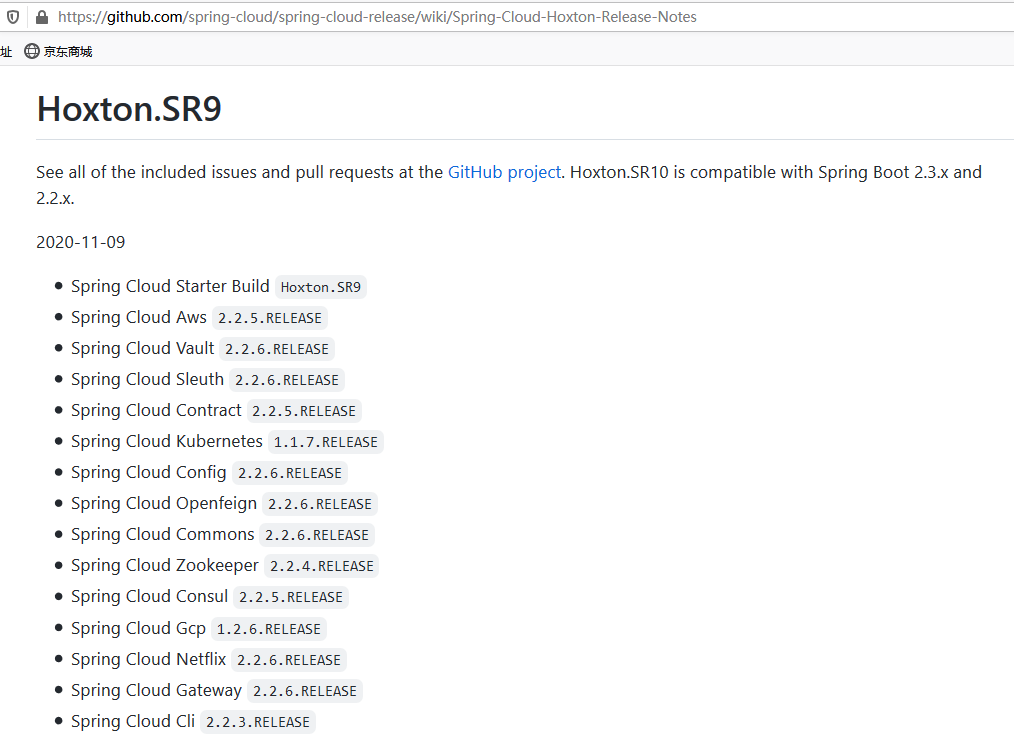 https://github.com/spring-cloud/spring-cloud-release/wiki/Spring-Cloud-Hoxton-Release-Notes
址 京东商城
Hoxton.SR9
See all of the included issues and pull requests at the GitHub project. Hoxton.SR10 is compatible with Spring Boot 2.3.x and
2.2.x.
2020-11-09
Spring Cloud Starter Build Hoxton.SR9
Spring Cloud Aws 2.2.5.RELEASE
Spring Cloud Vault 2.2.6.RELEASE
Spring Cloud Sleuth 2.2.6.RELEASE
Spring Cloud Contract 2.2.5.RELEASE
Spring Cloud Kubernetes 1.1.7.RELEASE
Spring Cloud Config 2.2.6.RELEASE
Spring Cloud Openfeign 2.2.6.RELEASE
Spring Cloud Commons 2.2.6.RELEASE
Spring Cloud Zookeeper 2.2.4.RELEASE
Spring Cloud Consul 2.2.5.RELEASE
Spring Cloud Gcp 1.2.6.RELEASE
Spring Cloud Netflix 2.2.6.RELEASE
Spring Cloud Gateway 2.2.6.RELEASE
Spring Cloud Cli 2.2.3.RELEASE